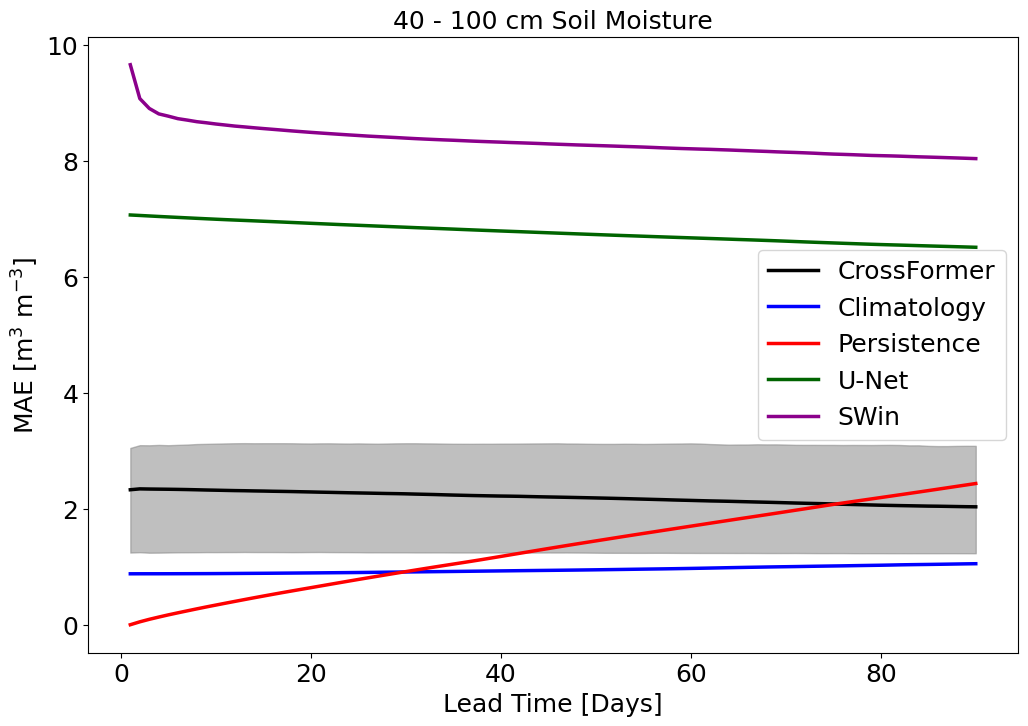 40 - 100 cm Soil Moisture
MAE [m³ m⁻³]
10
8
6
4
2
0
CrossFormer
Climatology
Persistence
U-Net
SWin
0 20 40 60 80
Lead Time [Days]